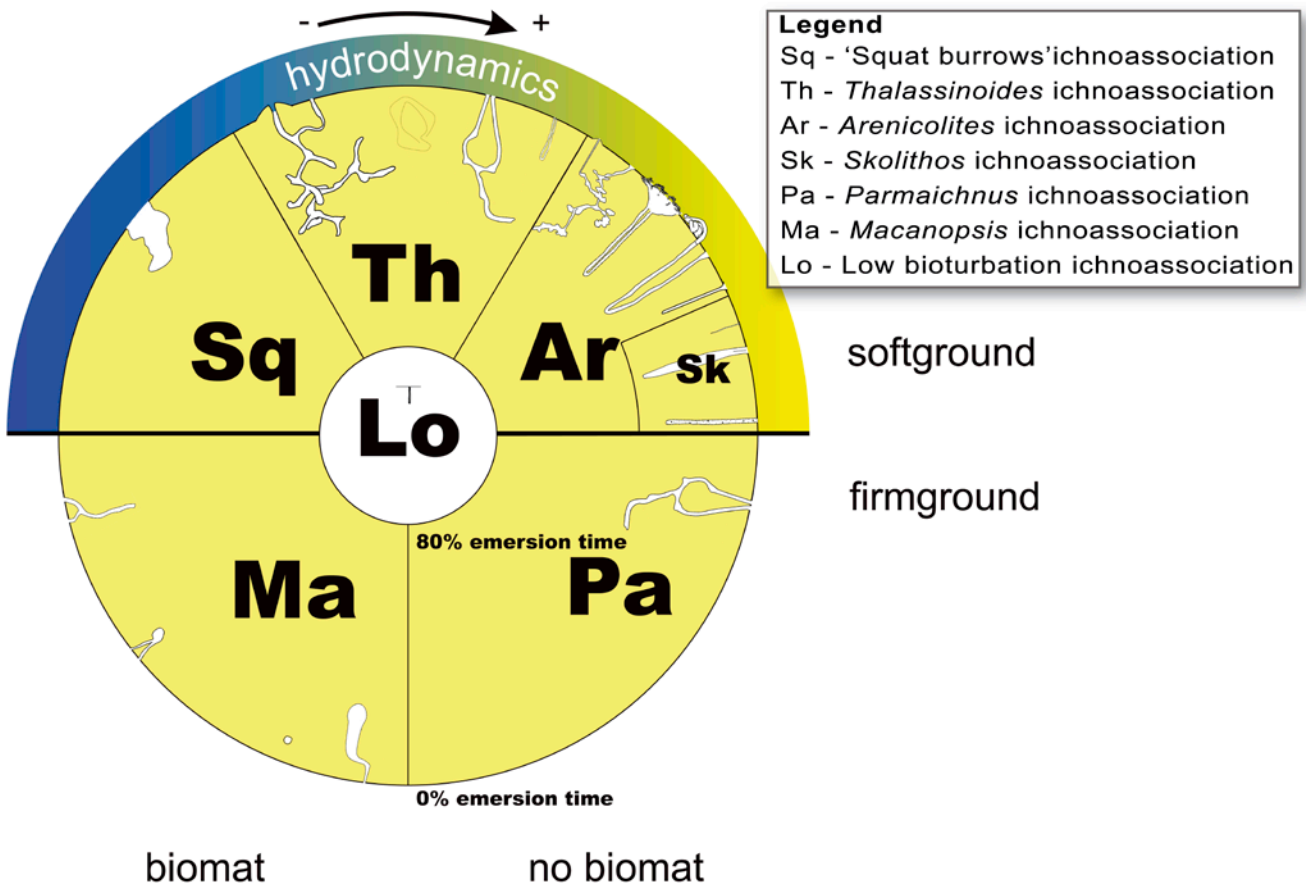 - +
hydrodynamics
Legend
Sq - ‘Squat burrows’ichnoassociation
Th - Thalassinoides ichnoassociation
Ar - Arenicolites ichnoassociation
Sk - Skolithos ichnoassociation
Pa - Parmaichnus ichnoassociation
Ma - Macanopsis ichnoassociation
Lo - Low bioturbation ichnoassociation
Th
Sq
Ar
Sk
Lo
softground
firmground
80% emersion time
Ma
Pa
0% emersion time
biomat
no biomat